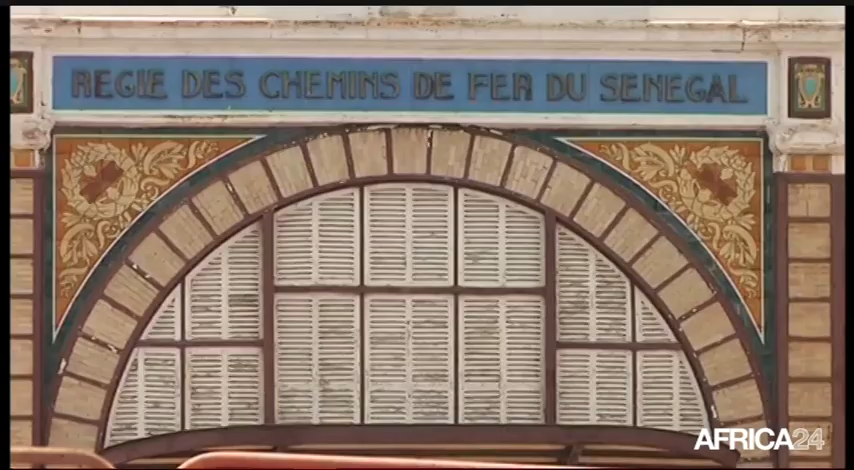 REGIE DES CHEMINS DE FER DU SENEGAL
AFRICA24